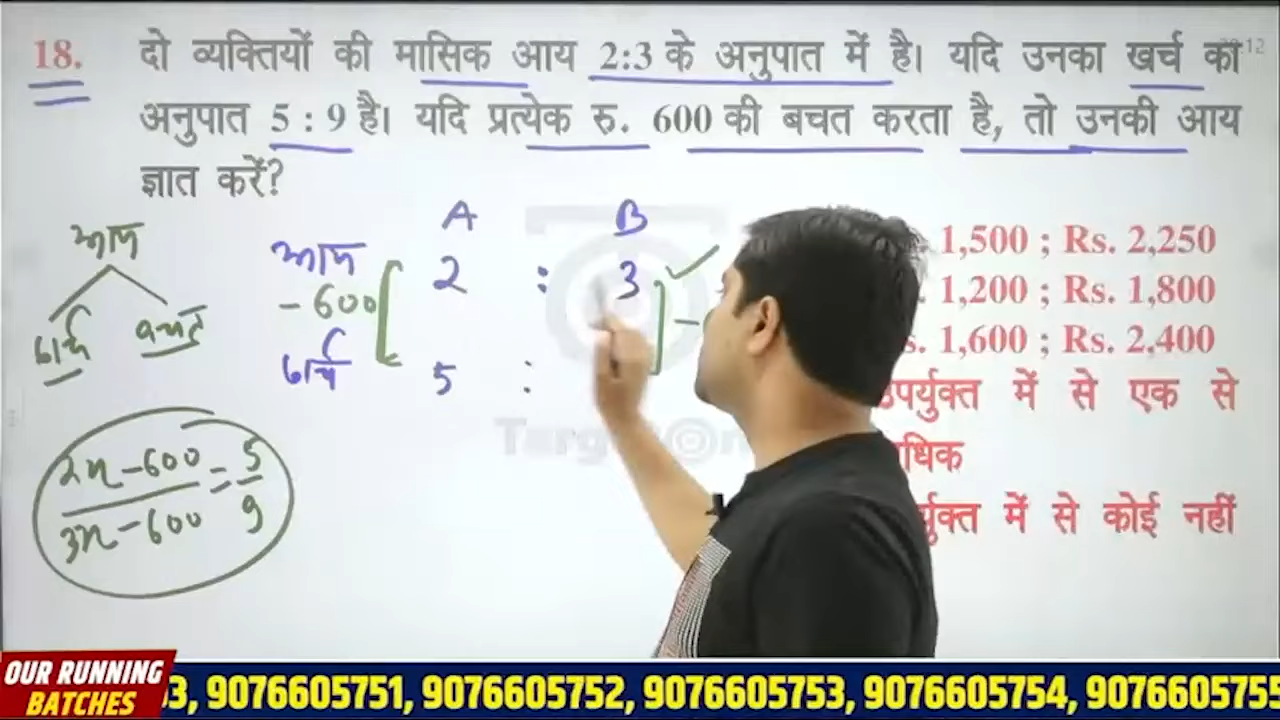 18. दो व्यक्तियों की मासिक आय 2:3 के अनुपात में है। यदि उनका खर्च का
अनुपात 5 : 9 है। यदि प्रत्येक रु. 600 की बचत करता है, तो उनकी आय
ज्ञात करें?
A B
आय 2 : 3
- 600
खर्च 5 :
आय
खर्च बचत
2x - 600 / 3x - 600 = 5 / 9
1,500 ; Rs. 2,250
1,200 ; Rs. 1,800
1,600 ; Rs. 2,400
उपर्युक्त में से एक से
में से कोई नहीं
OUR RUNNING
BATCHES
3, 9076605751, 9076605752, 9076605753, 9076605754, 9076605755